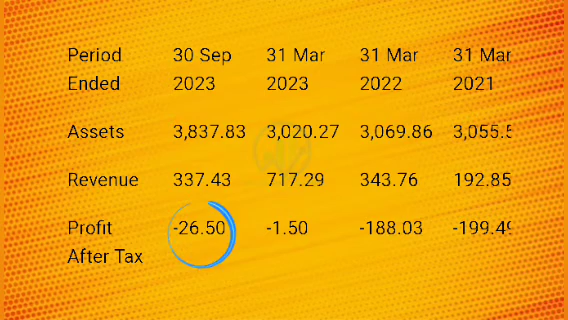 Period 30 Sep 31 Mar 31 Mar 31 Mar
Ended 2023 2023 2022 2021
Assets 3,837.83 3,020.27 3,069.86 3,055.5
Revenue 337.43 717.29 343.76 192.85
Profit -26.50 -1.50 -188.03 -199.49
After Tax